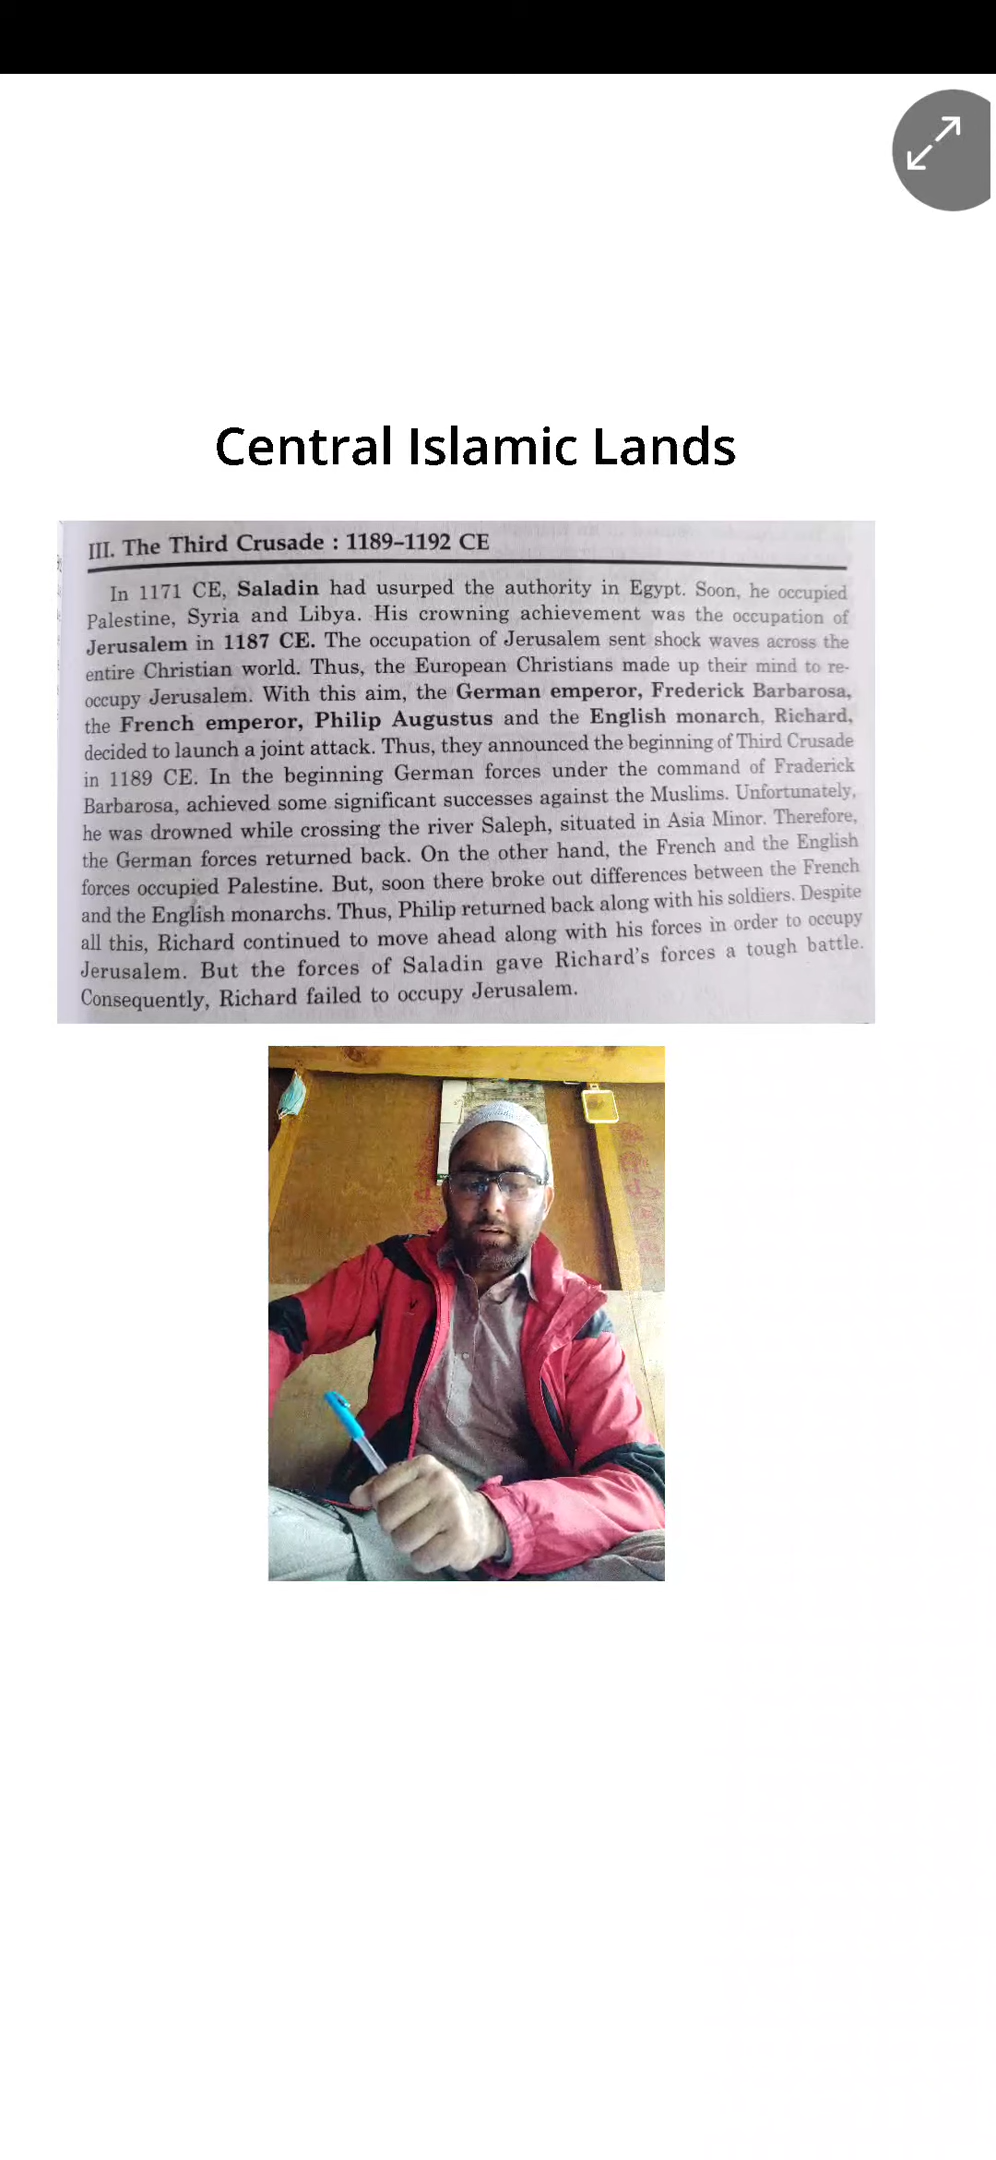 Central Islamic Lands
III. The Third Crusade : 1189–1192 CE
In 1171 CE, Saladin had usurped the authority in Egypt. Soon, he occupied
Palestine, Syria and Libya. His crowning achievement was the occupation of
Jerusalem in 1187 CE. The occupation of Jerusalem sent shock waves across the
entire Christian world. Thus, the European Christians made up their mind to re-
occupy Jerusalem. With this aim, the German emperor, Frederick Barbarosa,
the French emperor, Philip Augustus and the English monarch, Richard,
decided to launch a joint attack. Thus, they announced the beginning of Third Crusade
in 1189 CE. In the beginning German forces under the command of Fraderick
Barbarosa, achieved some significant successes against the Muslims. Unfortunately,
he was drowned while crossing the river Saleph, situated in Asia Minor. Therefore,
the German forces returned back. On the other hand, the French and the English
forces occupied Palestine. But, soon there broke out differences between the French
and the English monarchs. Thus, Philip returned back along with his soldiers. Despite
all this, Richard continued to move ahead along with his forces in order to occupy
Jerusalem. But the forces of Saladin gave Richard's forces a tough battle.
Consequently, Richard failed to occupy Jerusalem.